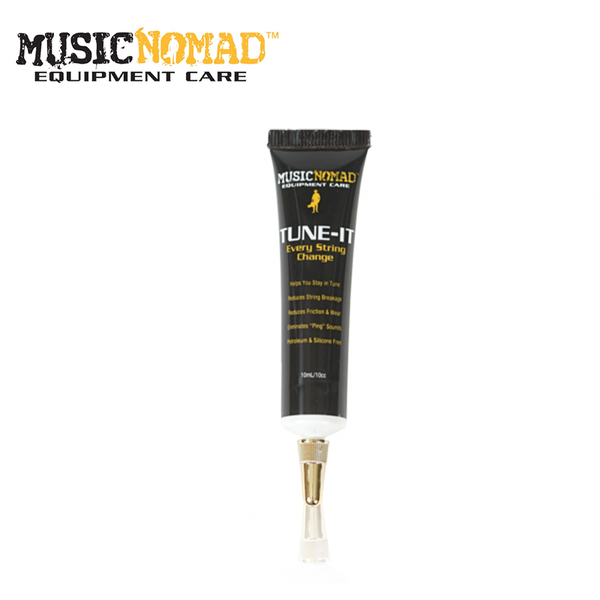 MUSICNOMAD™
EQUIPMENT CARE
MUSICNOMAD
EQUIPMENT CARE
TUNE-IT
Every String
Change
Helps You Stay in Tune
Reduces String Breakage
Reduces Friction & Wear
Eliminates "Ping" Sounds
Petroleum & Silicone Free
10mL/10cc